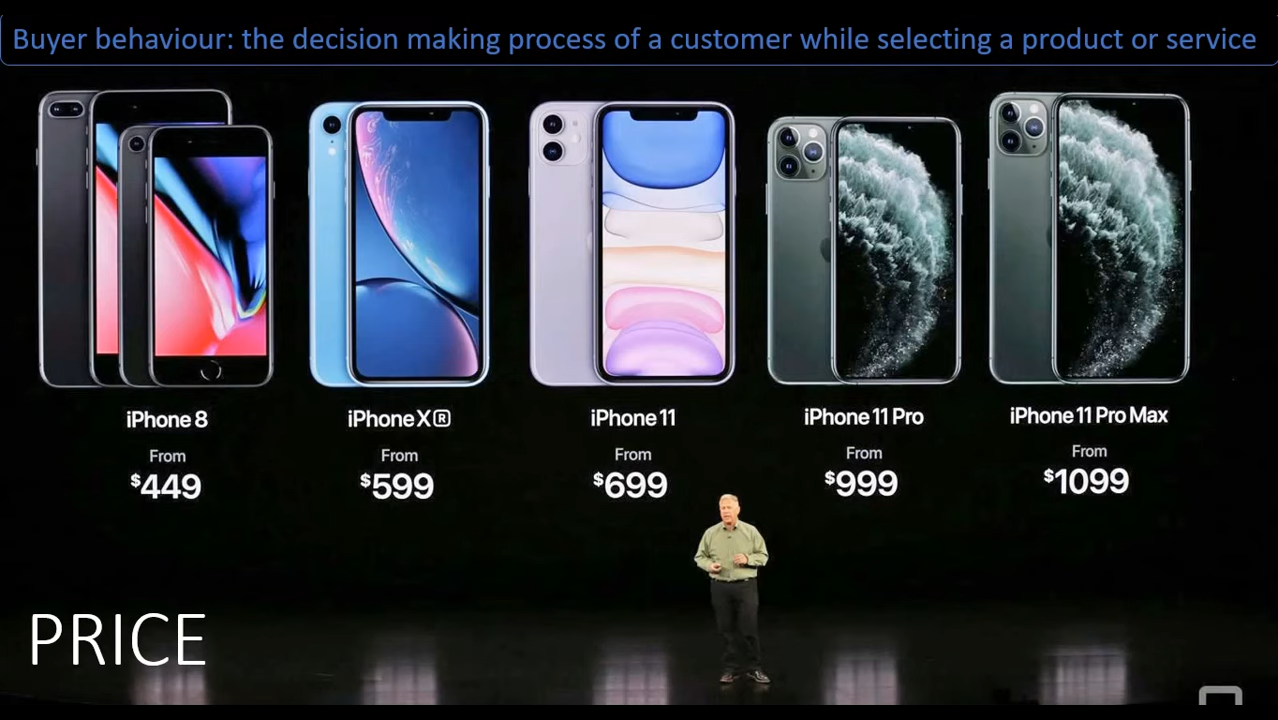 Buyer behaviour: the decision making process of a customer while selecting a product or service
iPhone 8
From
$449
iPhone XR
From
$599
iPhone 11
From
$699
iPhone 11 Pro
From
$999
iPhone 11 Pro Max
From
$1099
PRICE